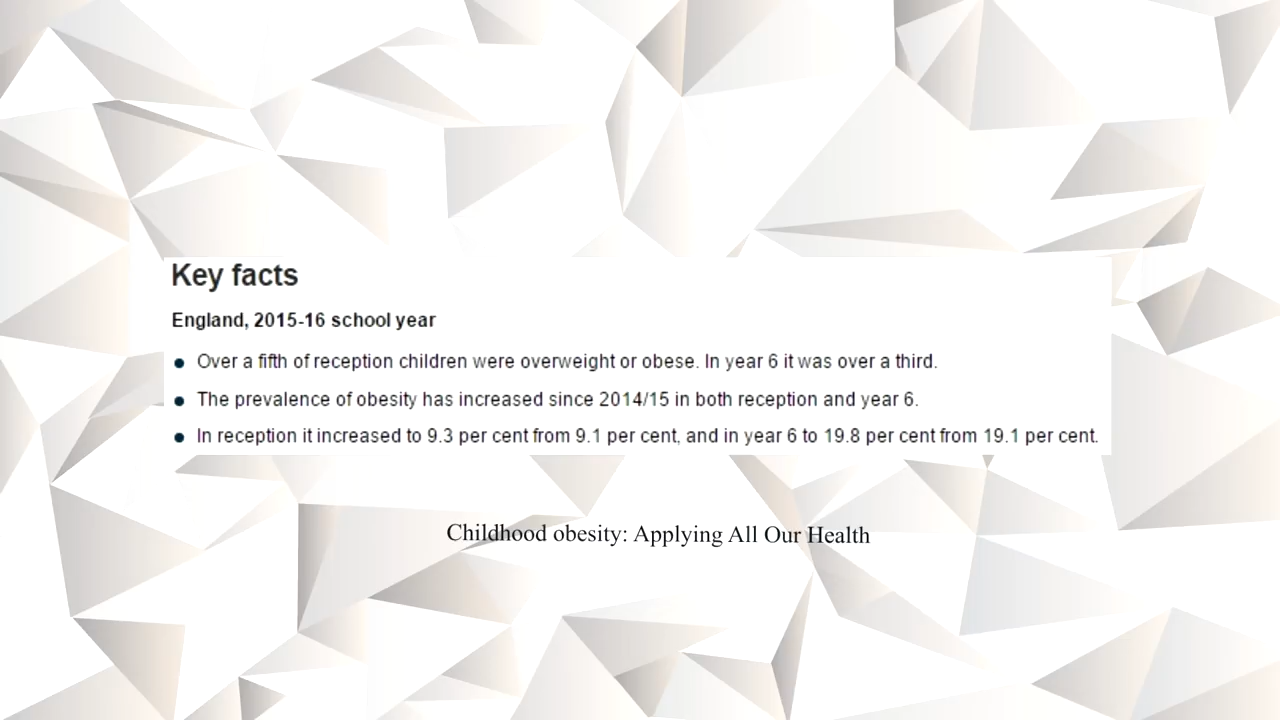 Key facts
England, 2015-16 school year
• Over a fifth of reception children were overweight or obese. In year 6 it was over a third.
• The prevalence of obesity has increased since 2014/15 in both reception and year 6.
• In reception it increased to 9.3 per cent from 9.1 per cent, and in year 6 to 19.8 per cent from 19.1 per cent.
Childhood obesity: Applying All Our Health